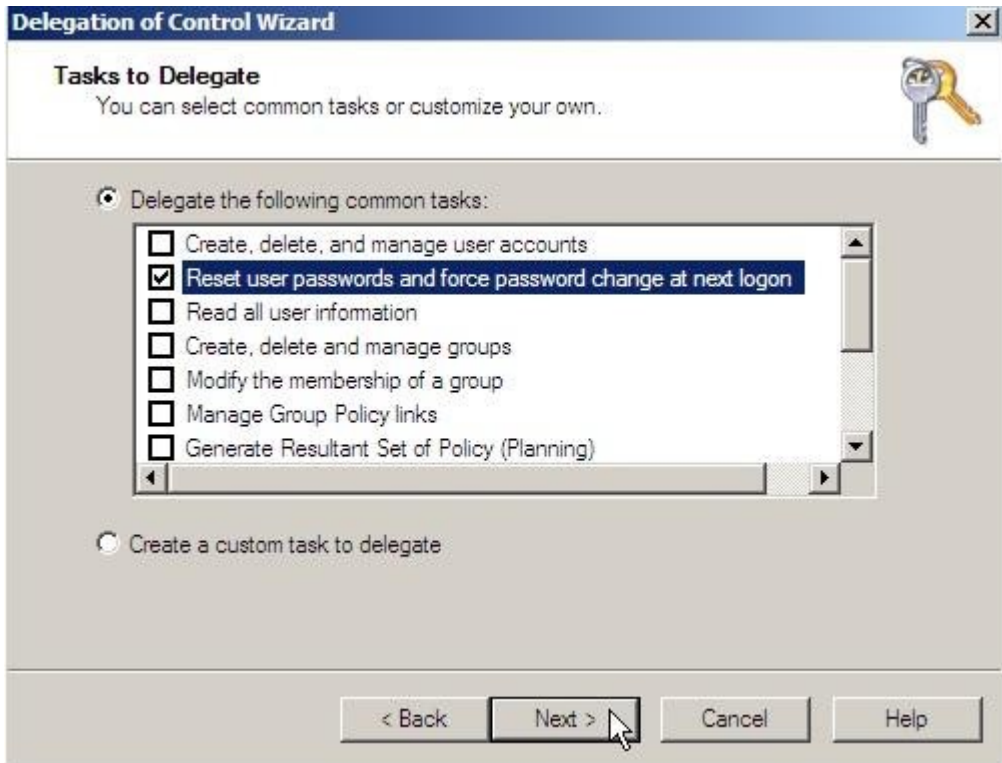 Delegation of Control Wizard
Tasks to Delegate
You can select common tasks or customize your own.
Delegate the following common tasks:
Create, delete, and manage user accounts
Reset user passwords and force password change at next logon
Read all user information
Create, delete and manage groups
Modify the membership of a group
Manage Group Policy links
Generate Resultant Set of Policy (Planning)
Create a custom task to delegate
< Back Next > Cancel Help